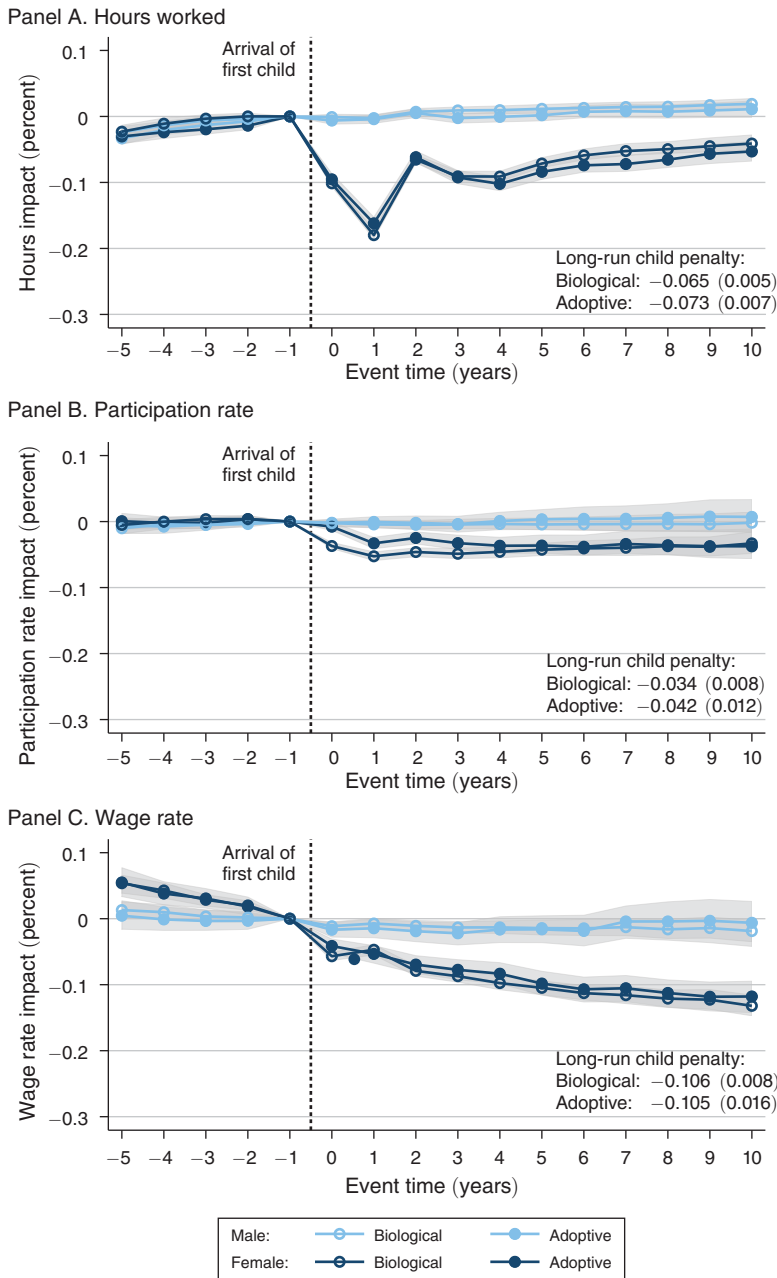 Panel A. Hours worked
Arrival of
first child
Hours impact (percent)
0.1
0
−0.1
−0.2
−0.3
Long-run child penalty:
Biological: −0.065 (0.005)
Adoptive: −0.073 (0.007)
−5 −4 −3 −2 −1 0 1 2 3 4 5 6 7 8 9 10
Event time (years)
Panel B. Participation rate
Arrival of
first child
Participation rate impact (percent)
0.1
0
−0.1
−0.2
−0.3
Long-run child penalty:
Biological: −0.034 (0.008)
Adoptive: −0.042 (0.012)
−5 −4 −3 −2 −1 0 1 2 3 4 5 6 7 8 9 10
Event time (years)
Panel C. Wage rate
Arrival of
first child
Wage rate impact (percent)
0.1
0
−0.1
−0.2
−0.3
Long-run child penalty:
Biological: −0.106 (0.008)
Adoptive: −0.105 (0.016)
−5 −4 −3 −2 −1 0 1 2 3 4 5 6 7 8 9 10
Event time (years)
Male: Biological Adoptive
Female: Biological Adoptive